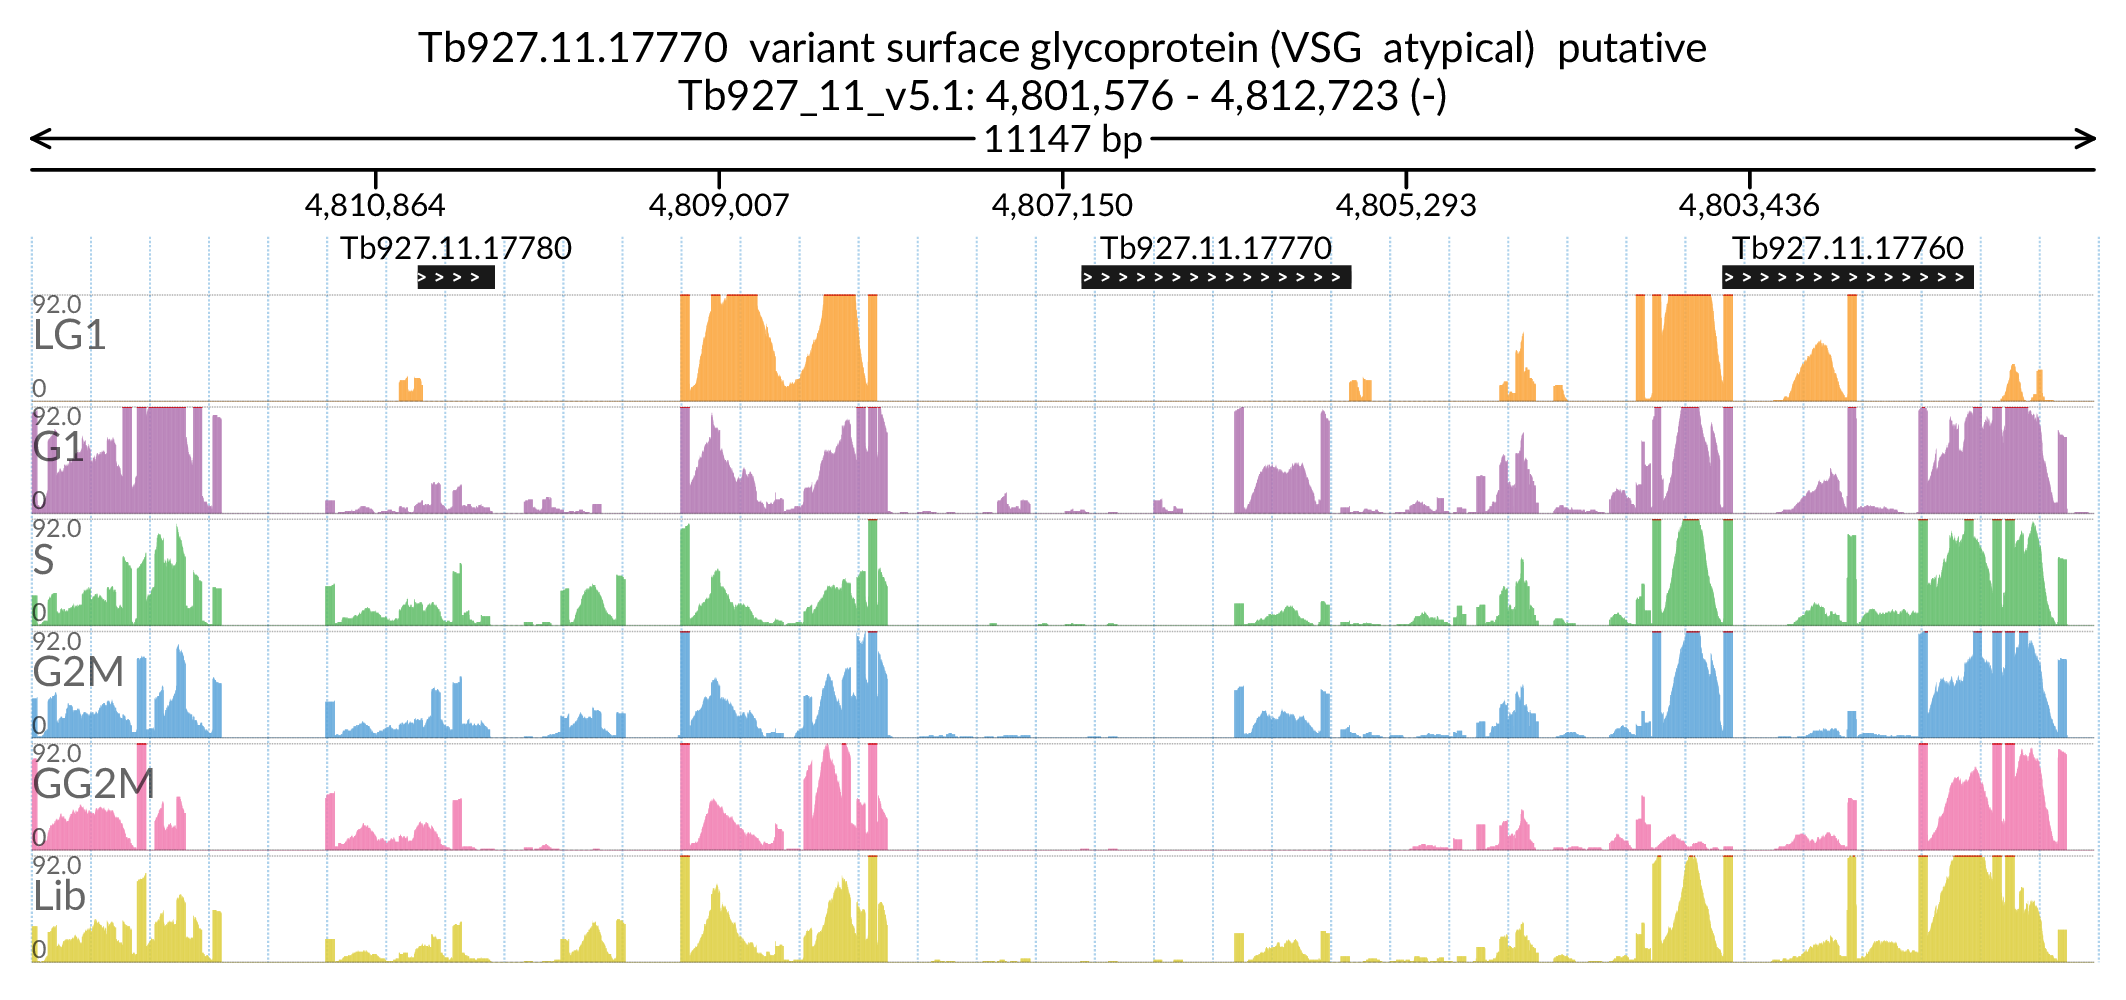 Tb927.11.17770 variant surface glycoprotein (VSG atypical) putative
Tb927_11_v5.1: 4,801,576 - 4,812,723 (-)
11147 bp
4,810,864 4,809,007 4,807,150 4,805,293 4,803,436
Tb927.11.17780 Tb927.11.17770 Tb927.11.17760
92.0
LG1
0
92.0
G1
0
92.0
S
0
92.0
G2M
0
92.0
GG2M
0
92.0
Lib
0